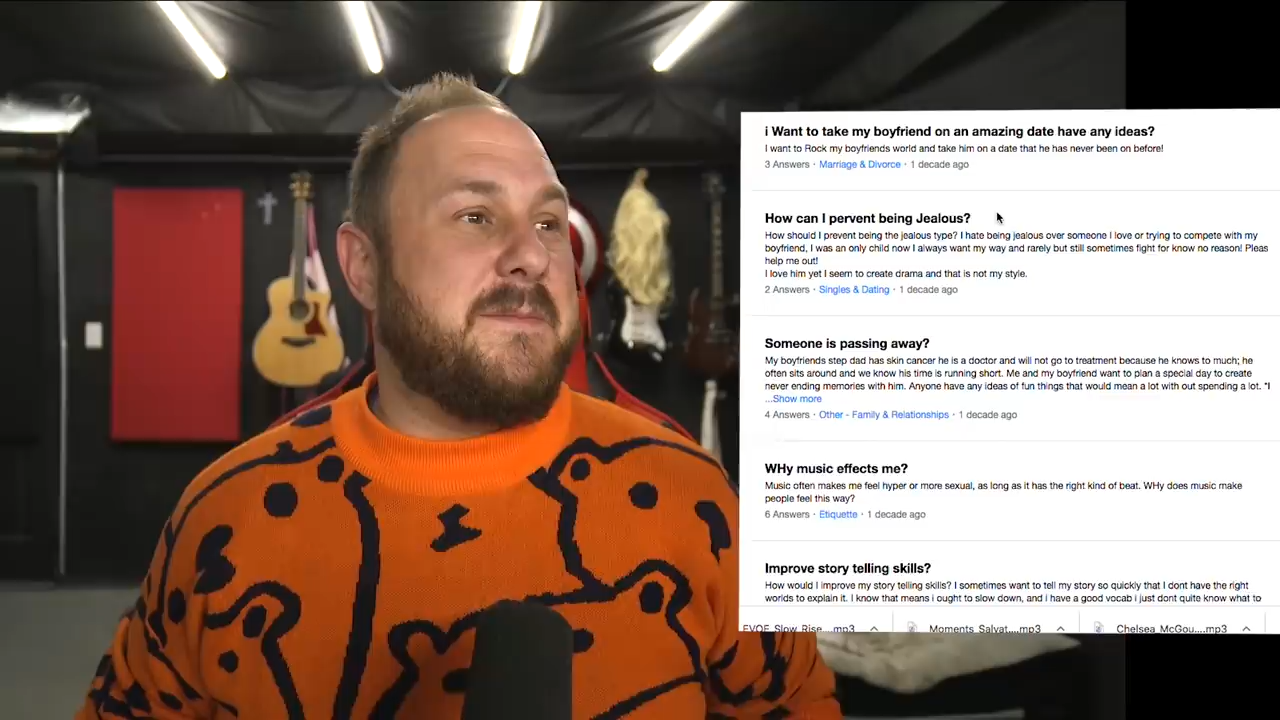 i Want to take my boyfriend on an amazing date have any ideas?
I want to Rock my boyfriends world and take him on a date that he has never been on before!
3 Answers · Marriage & Divorce · 1 decade ago
How can I pervent being Jealous?
How should I prevent being the jealous type? I hate being jealous over someone I love or trying to compete with my
boyfriend, I was an only child now I always want my way and rarely but still sometimes fight for know no reason! Pleas
help me out!
I love him yet I seem to create drama and that is not my style.
2 Answers · Singles & Dating · 1 decade ago
Someone is passing away?
My boyfriends step dad has skin cancer he is a doctor and will not go to treatment because he knows to much; he
often sits around and we know his time is running short. Me and my boyfriend want to plan a special day to create
never ending memories with him. Anyone have any ideas of fun things that would mean a lot with out spending a lot. "I
...Show more
4 Answers · Other - Family & Relationships · 1 decade ago
WHy music effects me?
Music often makes me feel hyper or more sexual, as long as it has the right kind of beat. WHy does music make
people feel this way?
6 Answers · Etiquette · 1 decade ago
Improve story telling skills?
How would I improve my story telling skills? I sometimes want to tell my story so quickly that I dont have the right
worlds to explain it. I know that means i ought to slow down, and i have a good vocab i just dont quite know what to
EVOE_Slow_Rise....mp3 Moments_Salvat....mp3 Chelsea_McGou....mp3